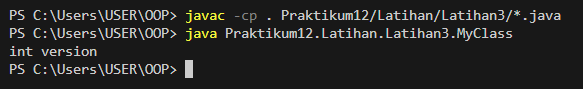 PS C:\Users\USER\OOP> javac -cp . Praktikum12/Latihan/Latihan3/*.java
PS C:\Users\USER\OOP> java Praktikum12.Latihan.Latihan3.MyClass
int version
PS C:\Users\USER\OOP>